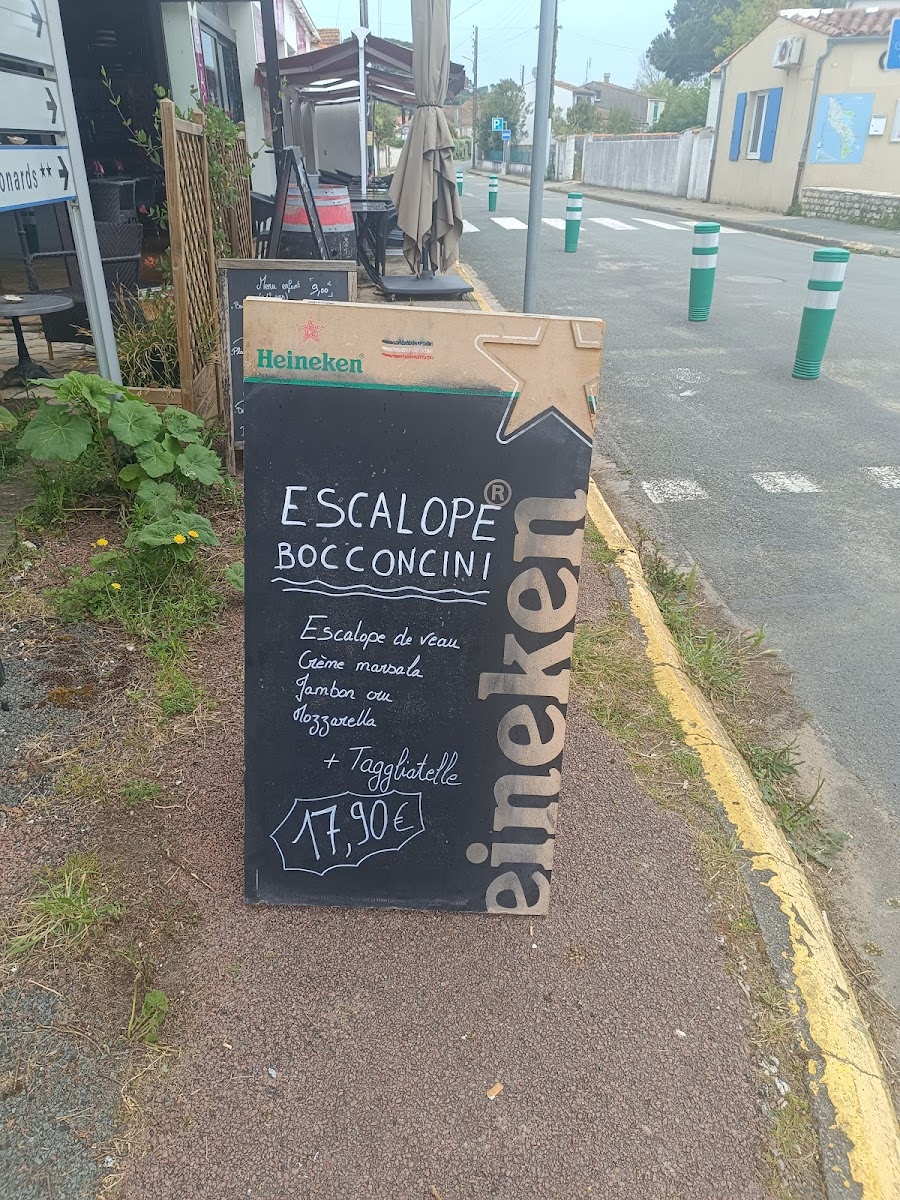 onards**
Menu enfant 9,00€
Heineken
ESCALOPE
BOCCONCINI
Escalope de veau
Crème marsala
Jambon cru
Mozzarella
+ Taggliatelle
17,90€
eineken®
P